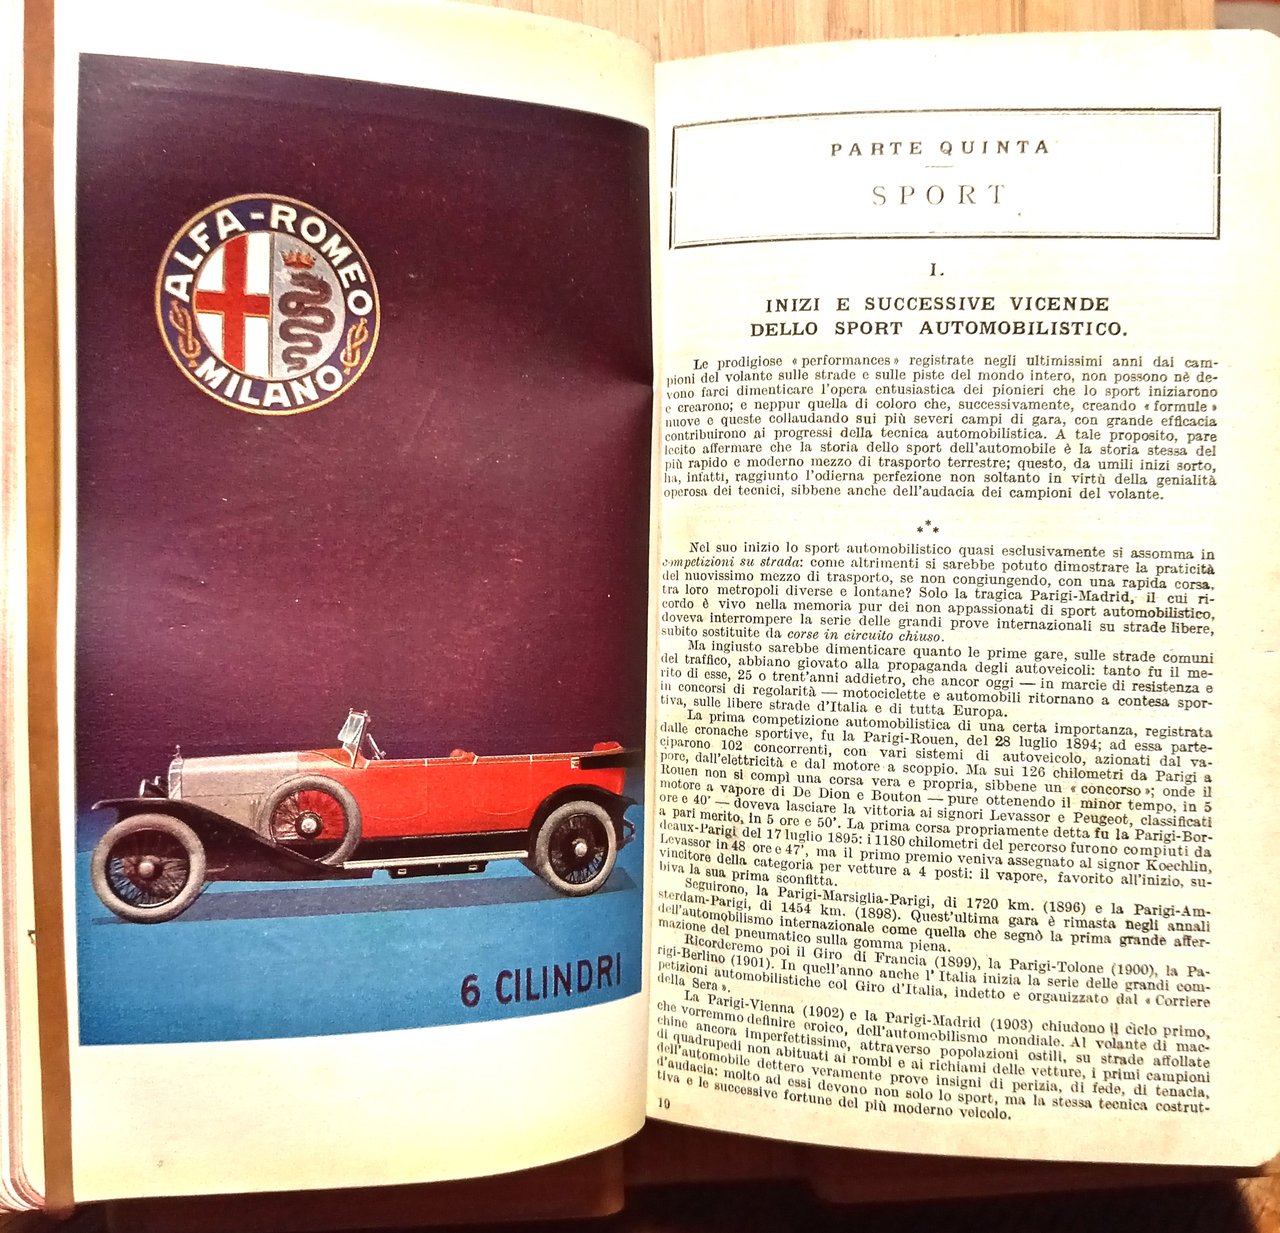 ALFA-ROMEO
MILANO
6 CILINDRI
PARTE QUINTA
SPORT
I.
INIZI E SUCCESSIVE VICENDE
DELLO SPORT AUTOMOBILISTICO.
Le prodigiose « performances » registrate negli ultimissimi anni dai cam-
pioni del volante sulle strade e sulle piste del mondo intero, non possono nè de-
vono farci dimenticare l'opera entusiastica dei pionieri che lo sport iniziarono
e crearono; e neppur quella di coloro che, successivamente, creando « formule »
nuove e queste collaudando sui più severi campi di gara, con grande efficacia
contribuirono ai progressi della tecnica automobilistica. A tale proposito, pare
lecito affermare che la storia dello sport dell'automobile è la storia stessa del
più rapido e moderno mezzo di trasporto terrestre; questo, da umili inizi sorto,
ha, infatti, raggiunto l'odierna perfezione non soltanto in virtù della genialità
operosa dei tecnici, sibbene anche dell'audacia dei campioni del volante.
***
Nel suo inizio lo sport automobilistico quasi esclusivamente si assomma in
competizioni su strada: come altrimenti si sarebbe potuto dimostrare la praticità
del nuovissimo mezzo di trasporto, se non congiungendo, con una rapida corsa,
tra loro metropoli diverse e lontane? Solo la tragica Parigi-Madrid, il cui ri-
cordo è vivo nella memoria pur dei non appassionati di sport automobilistico,
doveva interrompere la serie delle grandi prove internazionali su strade libere,
subito sostituite da corse in circuito chiuso.
Ma ingiusto sarebbe dimenticare quanto le prime gare, sulle strade comuni
del traffico, abbiano giovato alla propaganda degli autoveicoli: tanto fu il me-
rito di esse, 25 o trent'anni addietro, che ancor oggi — in marcie di resistenza e
in concorsi di regolarità — motociclette e automobili ritornano a contesa spor-
tiva, sulle libere strade d'Italia e di tutta Europa.
La prima competizione automobilistica di una certa importanza, registrata
dalle cronache sportive, fu la Parigi-Rouen, del 28 luglio 1894; ad essa parte-
ciparono 102 concorrenti, con vari sistemi di autoveicolo, azionati dal va-
pore, dall'elettricità e dal motore a scoppio. Ma sui 126 chilometri da Parigi a
Rouen non si compì una corsa vera e propria, sibbene un « concorso »; onde il
motore a vapore di De Dion e Bouton — pure ottenendo il minor tempo, in 5
ore e 40' — doveva lasciare la vittoria ai signori Levassor e Peugeot, classificati
a pari merito, in 5 ore e 50'. La prima corsa propriamente detta fu la Parigi-Bor-
deaux-Parigi del 17 luglio 1895: i 1180 chilometri del percorso furono compiuti da
Levassor in 48 ore e 47', ma il primo premio veniva assegnato al signor Koechlin,
vincitore della categoria per vetture a 4 posti: il vapore, favorito all'inizio, su-
biva la sua prima sconfitta.
Seguirono, la Parigi-Marsiglia-Parigi, di 1720 km. (1896) e la Parigi-Am-
sterdam-Parigi, di 1454 km. (1898). Quest'ultima gara è rimasta negli annali
dell'automobilismo internazionale come quella che segnò la prima grande affer-
mazione del pneumatico sulla gomma piena.
Ricorderemo poi il Giro di Francia (1899), la Parigi-Tolone (1900), la Pa-
rigi-Berlino (1901). In quell'anno anche l'Italia inizia la serie delle grandi com-
petizioni automobilistiche col Giro d'Italia, indetto e organizzato dal « Corriere
della Sera ».
La Parigi-Vienna (1902) e la Parigi-Madrid (1903) chiudono il ciclo primo,
che vorremmo definire eroico, dell'automobilismo mondiale. Al volante di mac-
chine ancora imperfettissime, attraverso popolazioni ostili, su strade affollate
di quadrupedi non abituati ai rombi e ai richiami delle vetture, i primi campioni
dell'automobile dettero veramente prove insigni di perizia, di fede, di tenacia,
d'audacia: molto ad essi devono non solo lo sport, ma la stessa tecnica costrut-
tiva e le successive fortune del più moderno veicolo.
19